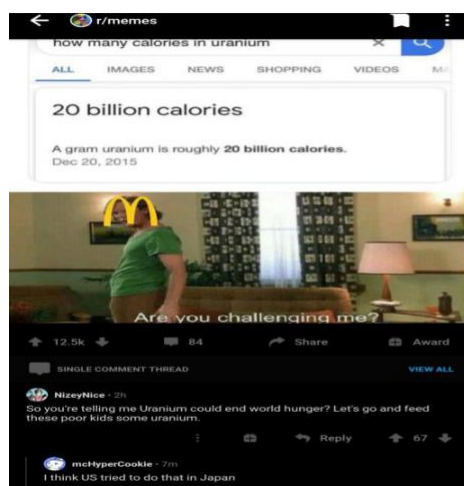 r/memes
how many calories in uranium
ALL IMAGES NEWS SHOPPING VIDEOS
20 billion calories
A gram uranium is roughly 20 billion calories.
Dec 20, 2015
Are you challenging me?
12.5k 84 Share Award
SINGLE COMMENT THREAD VIEW ALL
NizeyNice · 2h
So you're telling me Uranium could end world hunger? Let's go and feed
these poor kids some uranium.
Reply 67
mcHyperCookie · 7m
I think US tried to do that in Japan